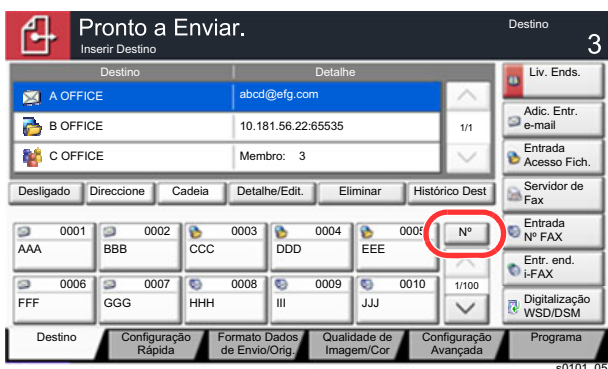 Pronto a Enviar.
Inserir Destino
Destino
3
Destino Detalhe
A OFFICE abcd@efg.com
B OFFICE 10.181.56.22:65535
C OFFICE Membro: 3
1/1
Liv. Ends.
Adic. Entr.
e-mail
Entrada
Acesso Fich.
Servidor de
Fax
Entrada
Nº FAX
Entr. end.
i-FAX
Digitalização
WSD/DSM
Desligado Direccione Cadeia Detalhe/Edit. Eliminar Histórico Dest
0001 0002 0003 0004 0005 Nº
AAA BBB CCC DDD EEE
0006 0007 0008 0009 0010 1/100
FFF GGG HHH III JJJ
Destino Configuração Formato Dados Qualidade de Configuração Programa
Rápida de Envio/Orig. Imagem/Cor Avançada
s0101_05